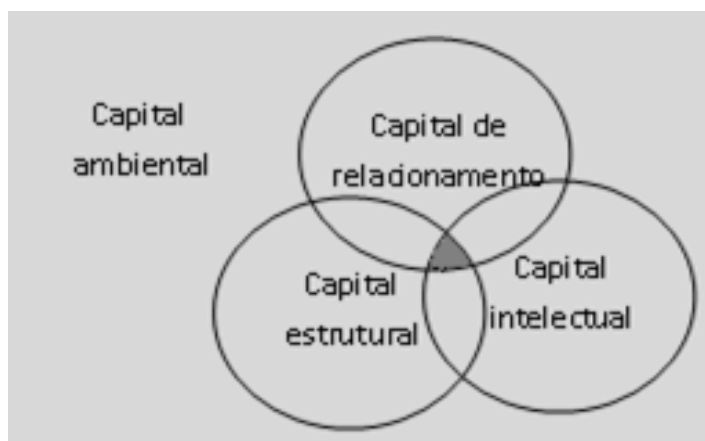 Capital
ambiental
Capital de
relacionamento
Capital
estrutural
Capital
intelectual